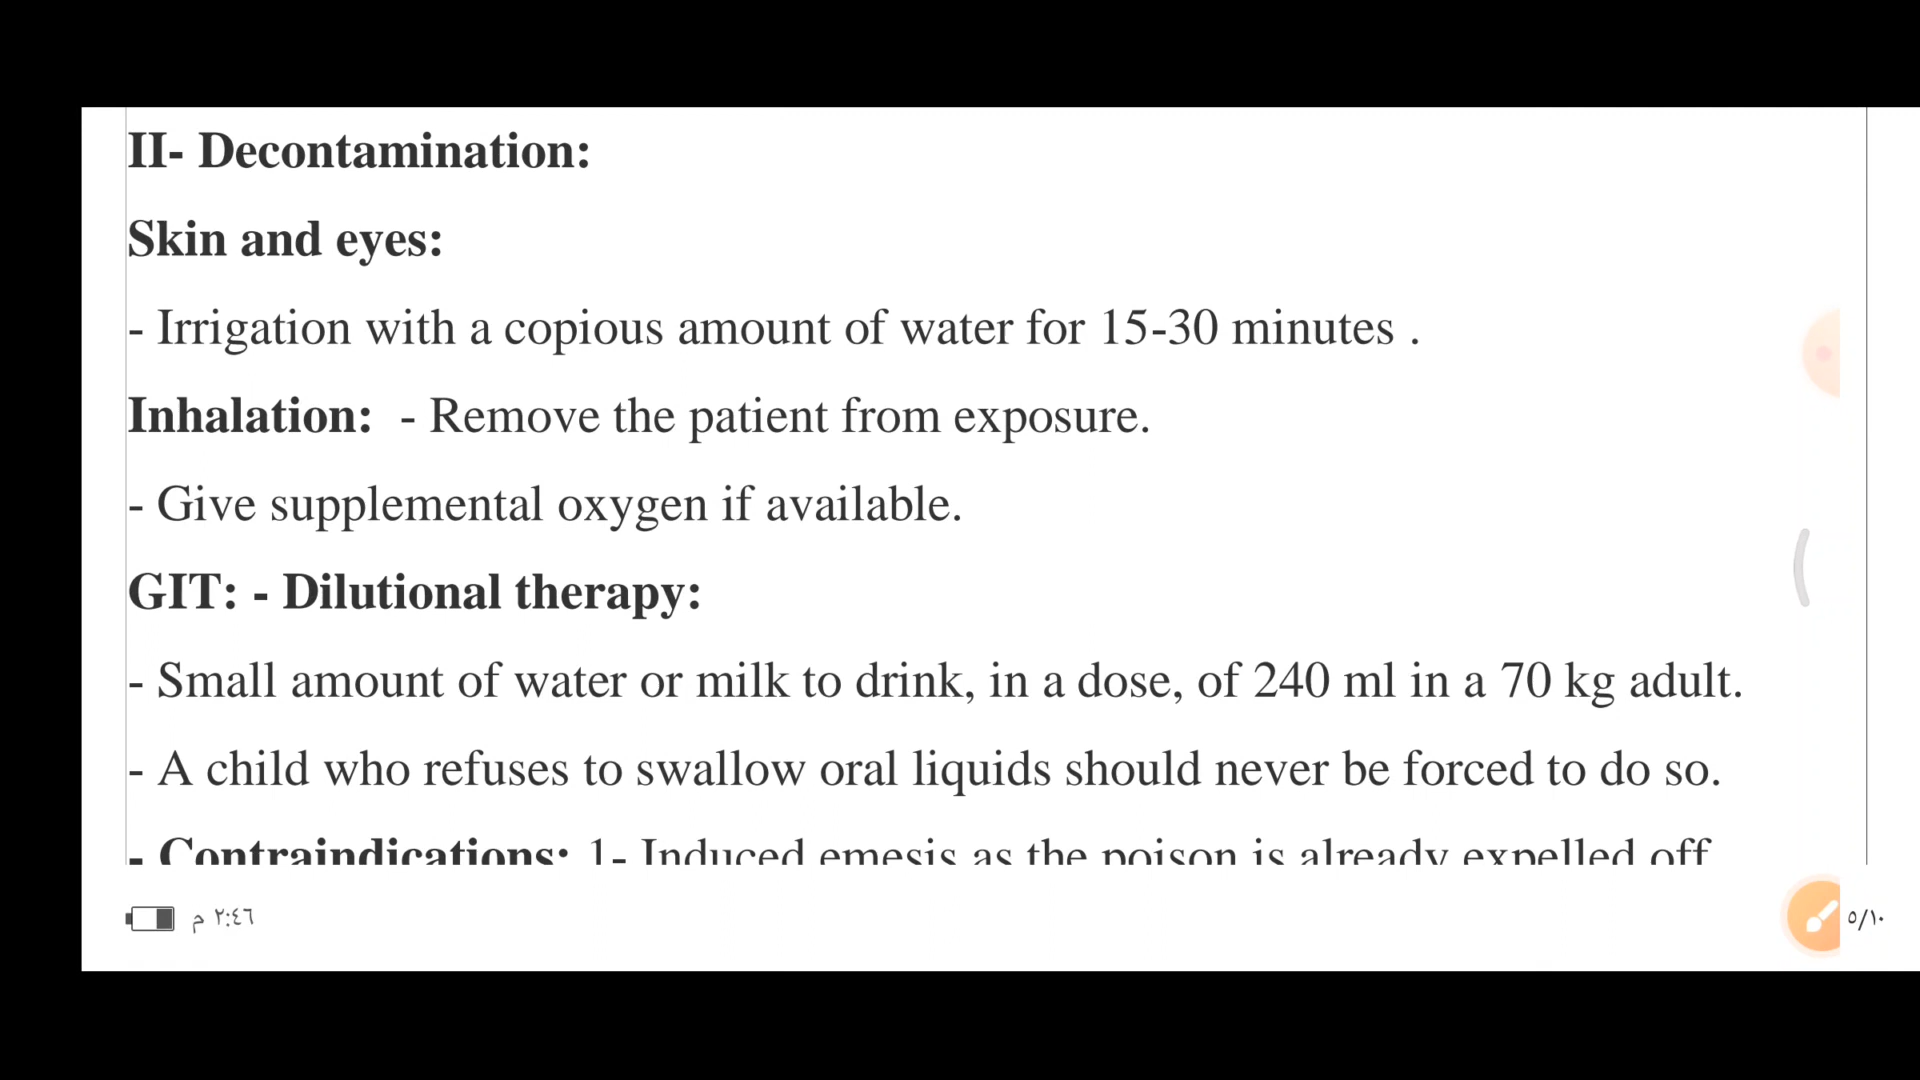 II- Decontamination:
Skin and eyes:
- Irrigation with a copious amount of water for 15-30 minutes .
Inhalation: - Remove the patient from exposure.
- Give supplemental oxygen if available.
GIT: - Dilutional therapy:
- Small amount of water or milk to drink, in a dose, of 240 ml in a 70 kg adult.
- A child who refuses to swallow oral liquids should never be forced to do so.
- Contraindications: 1- Induced emesis as the poison is already expelled off
٢:٤٦ م
٥/١٠